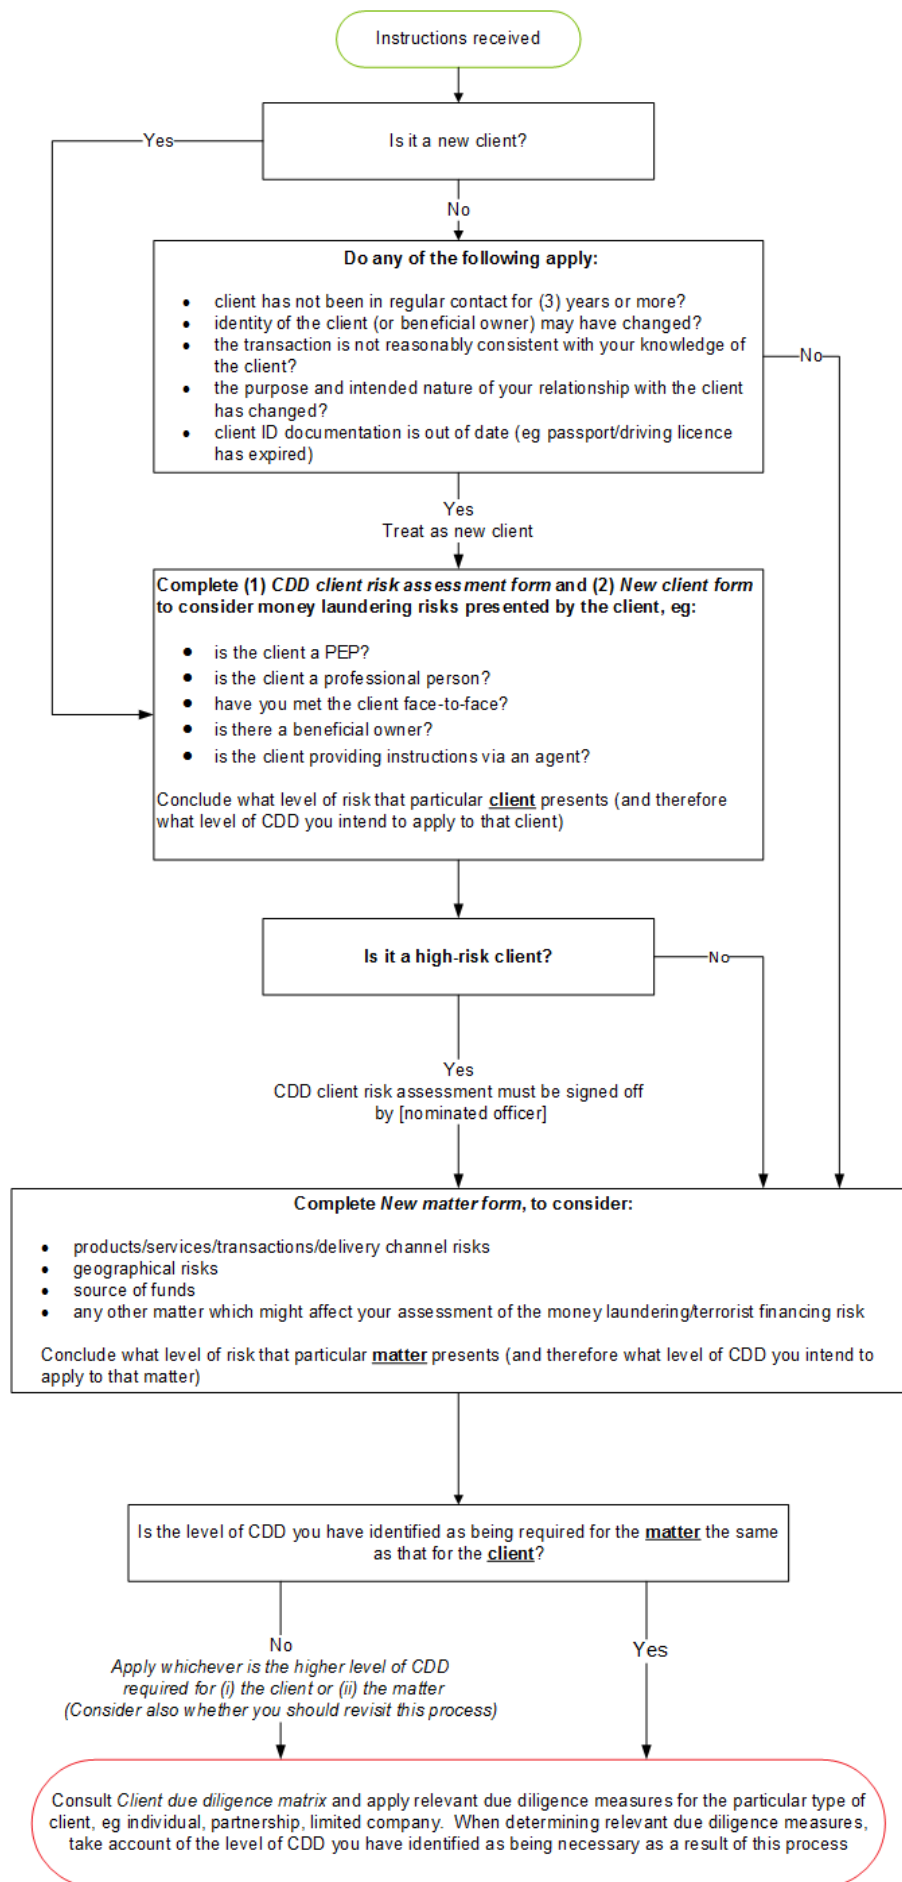 Instructions received
Is it a new client?
Yes
No
Do any of the following apply:
• client has not been in regular contact for (3) years or more?
• identity of the client (or beneficial owner) may have changed?
• the transaction is not reasonably consistent with your knowledge of
the client?
• the purpose and intended nature of your relationship with the client
has changed?
• client ID documentation is out of date (eg passport/driving licence
has expired)
No
Yes
Treat as new client
Complete (1) CDD client risk assessment form and (2) New client form
to consider money laundering risks presented by the client, eg:
• is the client a PEP?
• is the client a professional person?
• have you met the client face-to-face?
• is there a beneficial owner?
• is the client providing instructions via an agent?
Conclude what level of risk that particular client presents (and therefore
what level of CDD you intend to apply to that client)
Is it a high-risk client?
No
Yes
CDD client risk assessment must be signed off
by [nominated officer]
Complete New matter form, to consider:
• products/services/transactions/delivery channel risks
• geographical risks
• source of funds
• any other matter which might affect your assessment of the money laundering/terrorist financing risk
Conclude what level of risk that particular matter presents (and therefore what level of CDD you intend to
apply to that matter)
Is the level of CDD you have identified as being required for the matter the same
as that for the client?
No
Apply whichever is the higher level of CDD
required for (i) the client or (ii) the matter
(Consider also whether you should revisit this process)
Yes
Consult Client due diligence matrix and apply relevant due diligence measures for the particular type of
client, eg individual, partnership, limited company. When determining relevant due diligence measures,
take account of the level of CDD you have identified as being necessary as a result of this process